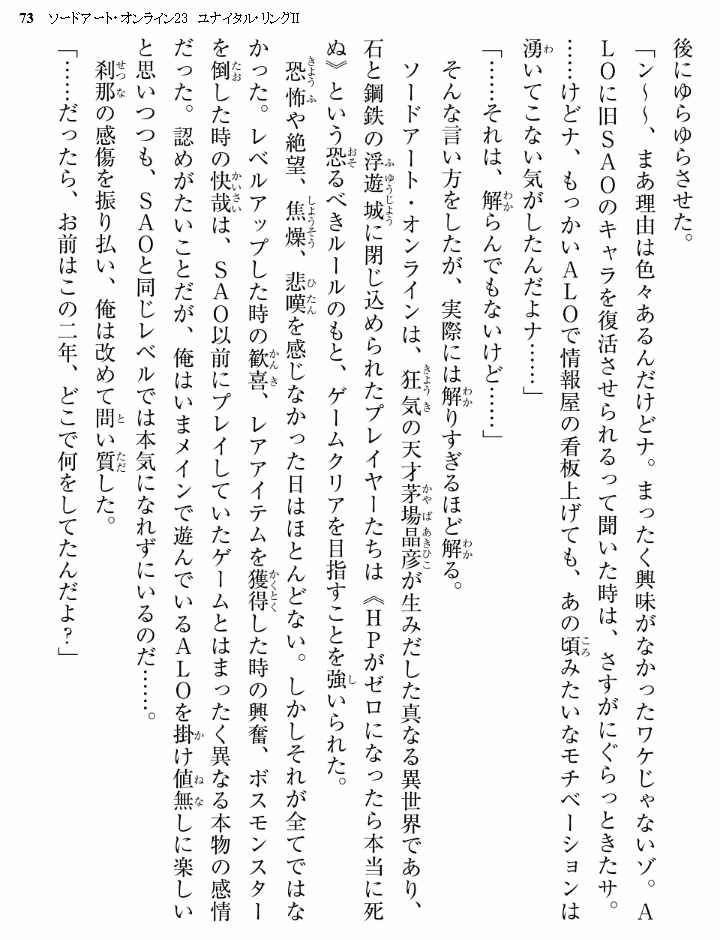 73 ソードアート・オンライン23 ユナイタル・リングII
後にゆらゆらさせた。
「ン～～、まあ理由は色々あるんだけどナ。まったく興味がなかったワケじゃないゾ。A
LOに旧SAOのキャラを復活させられるって聞いた時は、さすがにぐらっときたサ。
……けどナ、もっかいALOで情報屋の看板上げても、あの頃みたいなモチベーションは
湧いてこない気がしたんだよナ……」
「……それは、解らんでもないけど……」
そんな言い方をしたが、実際には解りすぎるほど解る。
ソードアート・オンラインは、狂気の天才茅場晶彦が生みだした真なる異世界であり、
石と鋼鉄の浮遊城に閉じ込められたプレイヤーたちは《HPがゼロになったら本当に死
ぬ》という恐るべきルールのもと、ゲームクリアを目指すことを強いられた。
恐怖や絶望、焦燥、悲嘆を感じなかった日はほとんどない。しかしそれが全てではな
かった。レベルアップした時の歓喜、レアアイテムを獲得した時の興奮、ボスモンスター
を倒した時の快哉は、SAO以前にプレイしていたゲームとはまったく異なる本物の感情
だった。認めがたいことだが、俺はいまメインで遊んでいるALOを掛け値無しに楽しい
と思いつつも、SAOと同じレベルでは本気になれずにいるのだ……。
刹那の感傷を振り払い、俺は改めて問い質した。
「……だったら、お前はこの二年、どこで何をしてたんだよ？」